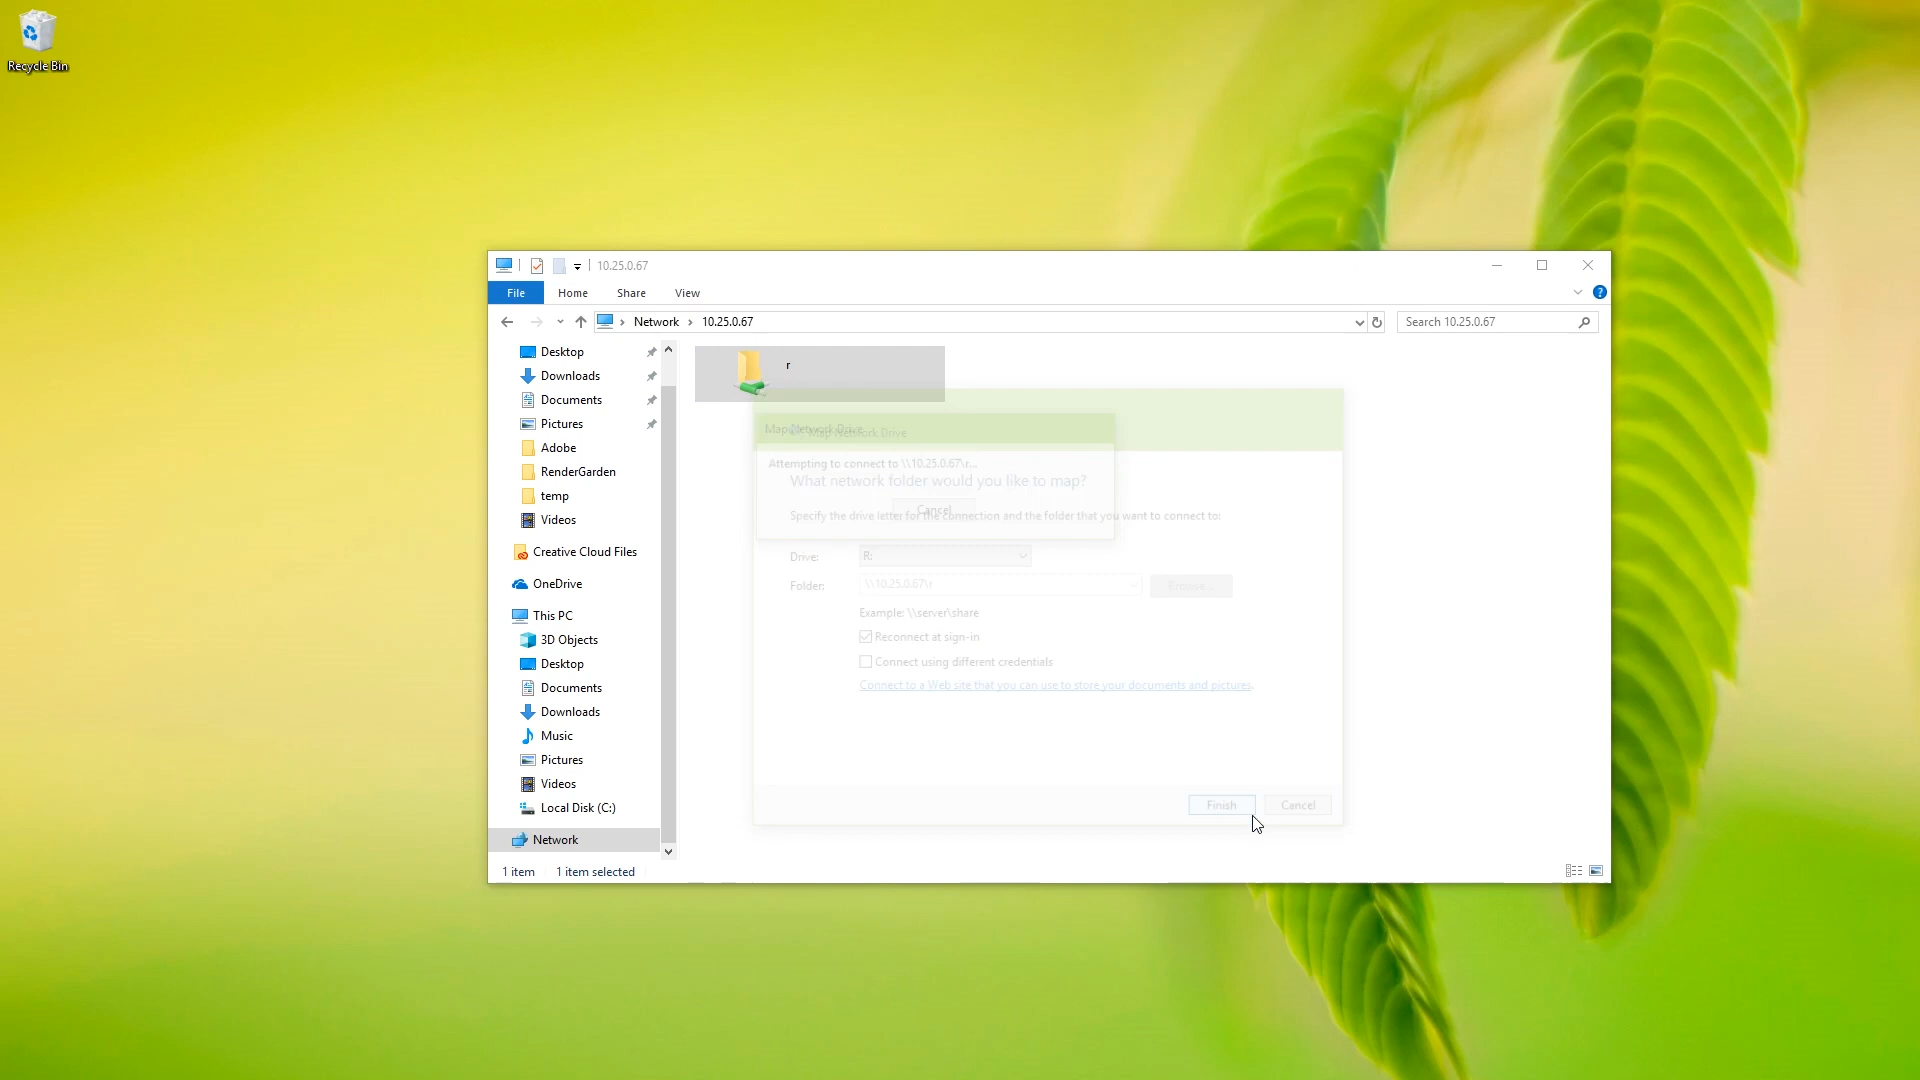 Recycle Bin
10.25.0.67
File Home Share View
Network 10.25.0.67
Search 10.25.0.67
Desktop
Downloads
Documents
Pictures
Adobe
RenderGarden
temp
Videos
Creative Cloud Files
OneDrive
This PC
3D Objects
Desktop
Documents
Downloads
Music
Pictures
Videos
Local Disk (C:)
Network
r
Map Network Drive
Map Network Drive
Attempting to connect to \\10.25.0.67\r...
What network folder would you like to map?
Cancel
Specify the drive letter for the connection and the folder that you want to connect to:
Drive: R:
Folder: \\10.25.0.67\r Browse...
Example: \\server\share
Reconnect at sign-in
Connect using different credentials
Connect to a Web site that you can use to store your documents and pictures.
Finish Cancel
1 item 1 item selected